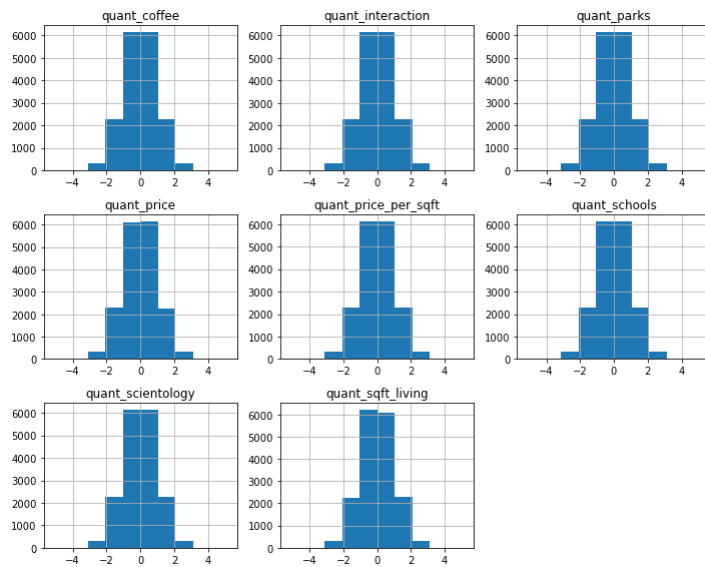 quant_coffee quant_interaction quant_parks
6000 6000 6000
5000 5000 5000
4000 4000 4000
3000 3000 3000
2000 2000 2000
1000 1000 1000
0 0 0
−4 −2 0 2 4 −4 −2 0 2 4 −4 −2 0 2 4
quant_price quant_price_per_sqft quant_schools
6000 6000 6000
5000 5000 5000
4000 4000 4000
3000 3000 3000
2000 2000 2000
1000 1000 1000
0 0 0
−4 −2 0 2 4 −4 −2 0 2 4 −4 −2 0 2 4
quant_scientology quant_sqft_living
6000 6000
5000 5000
4000 4000
3000 3000
2000 2000
1000 1000
0 0
−4 −2 0 2 4 −4 −2 0 2 4